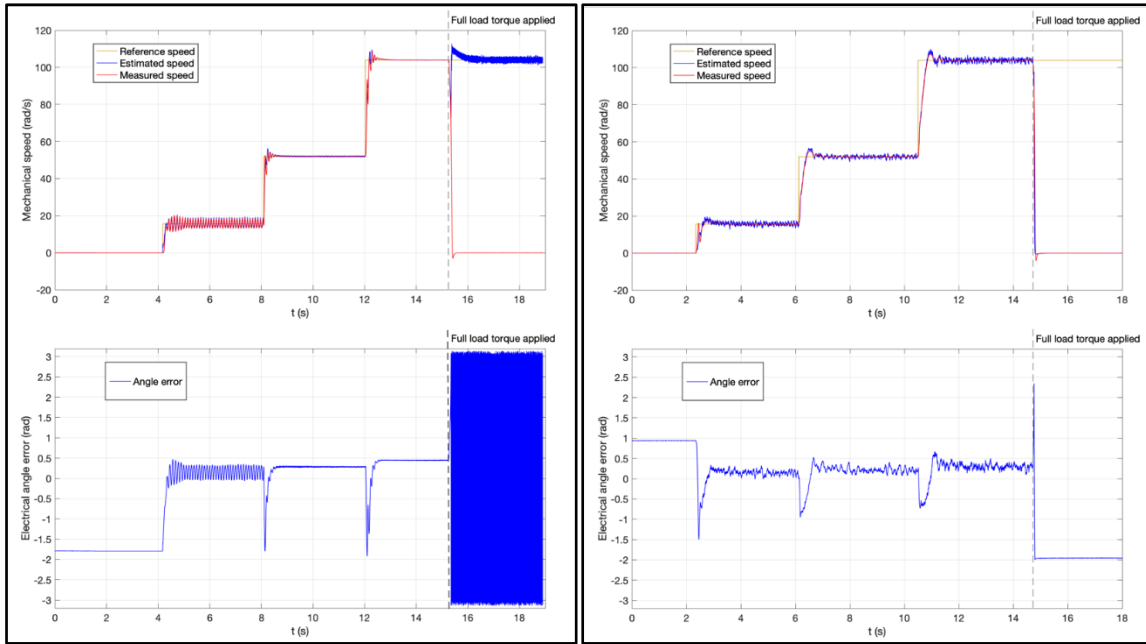 Full load torque applied
120
100
80
60
40
20
0
-20
Mechanical speed (rad/s)
Reference speed
Estimated speed
Measured speed
0 2 4 6 8 10 12 14 16 18
t (s)
Full load torque applied
3
2.5
2
1.5
1
0.5
0
-0.5
-1
-1.5
-2
-2.5
-3
Electrical angle error (rad)
Angle error
0 2 4 6 8 10 12 14 16 18
t (s)
Full load torque applied
120
100
80
60
40
20
0
-20
Mechanical speed (rad/s)
Reference speed
Estimated speed
Measured speed
0 2 4 6 8 10 12 14 16 18
t (s)
Full load torque applied
3
2.5
2
1.5
1
0.5
0
-0.5
-1
-1.5
-2
-2.5
-3
Electrical angle error (rad)
Angle error
0 2 4 6 8 10 12 14 16 18
t (s)